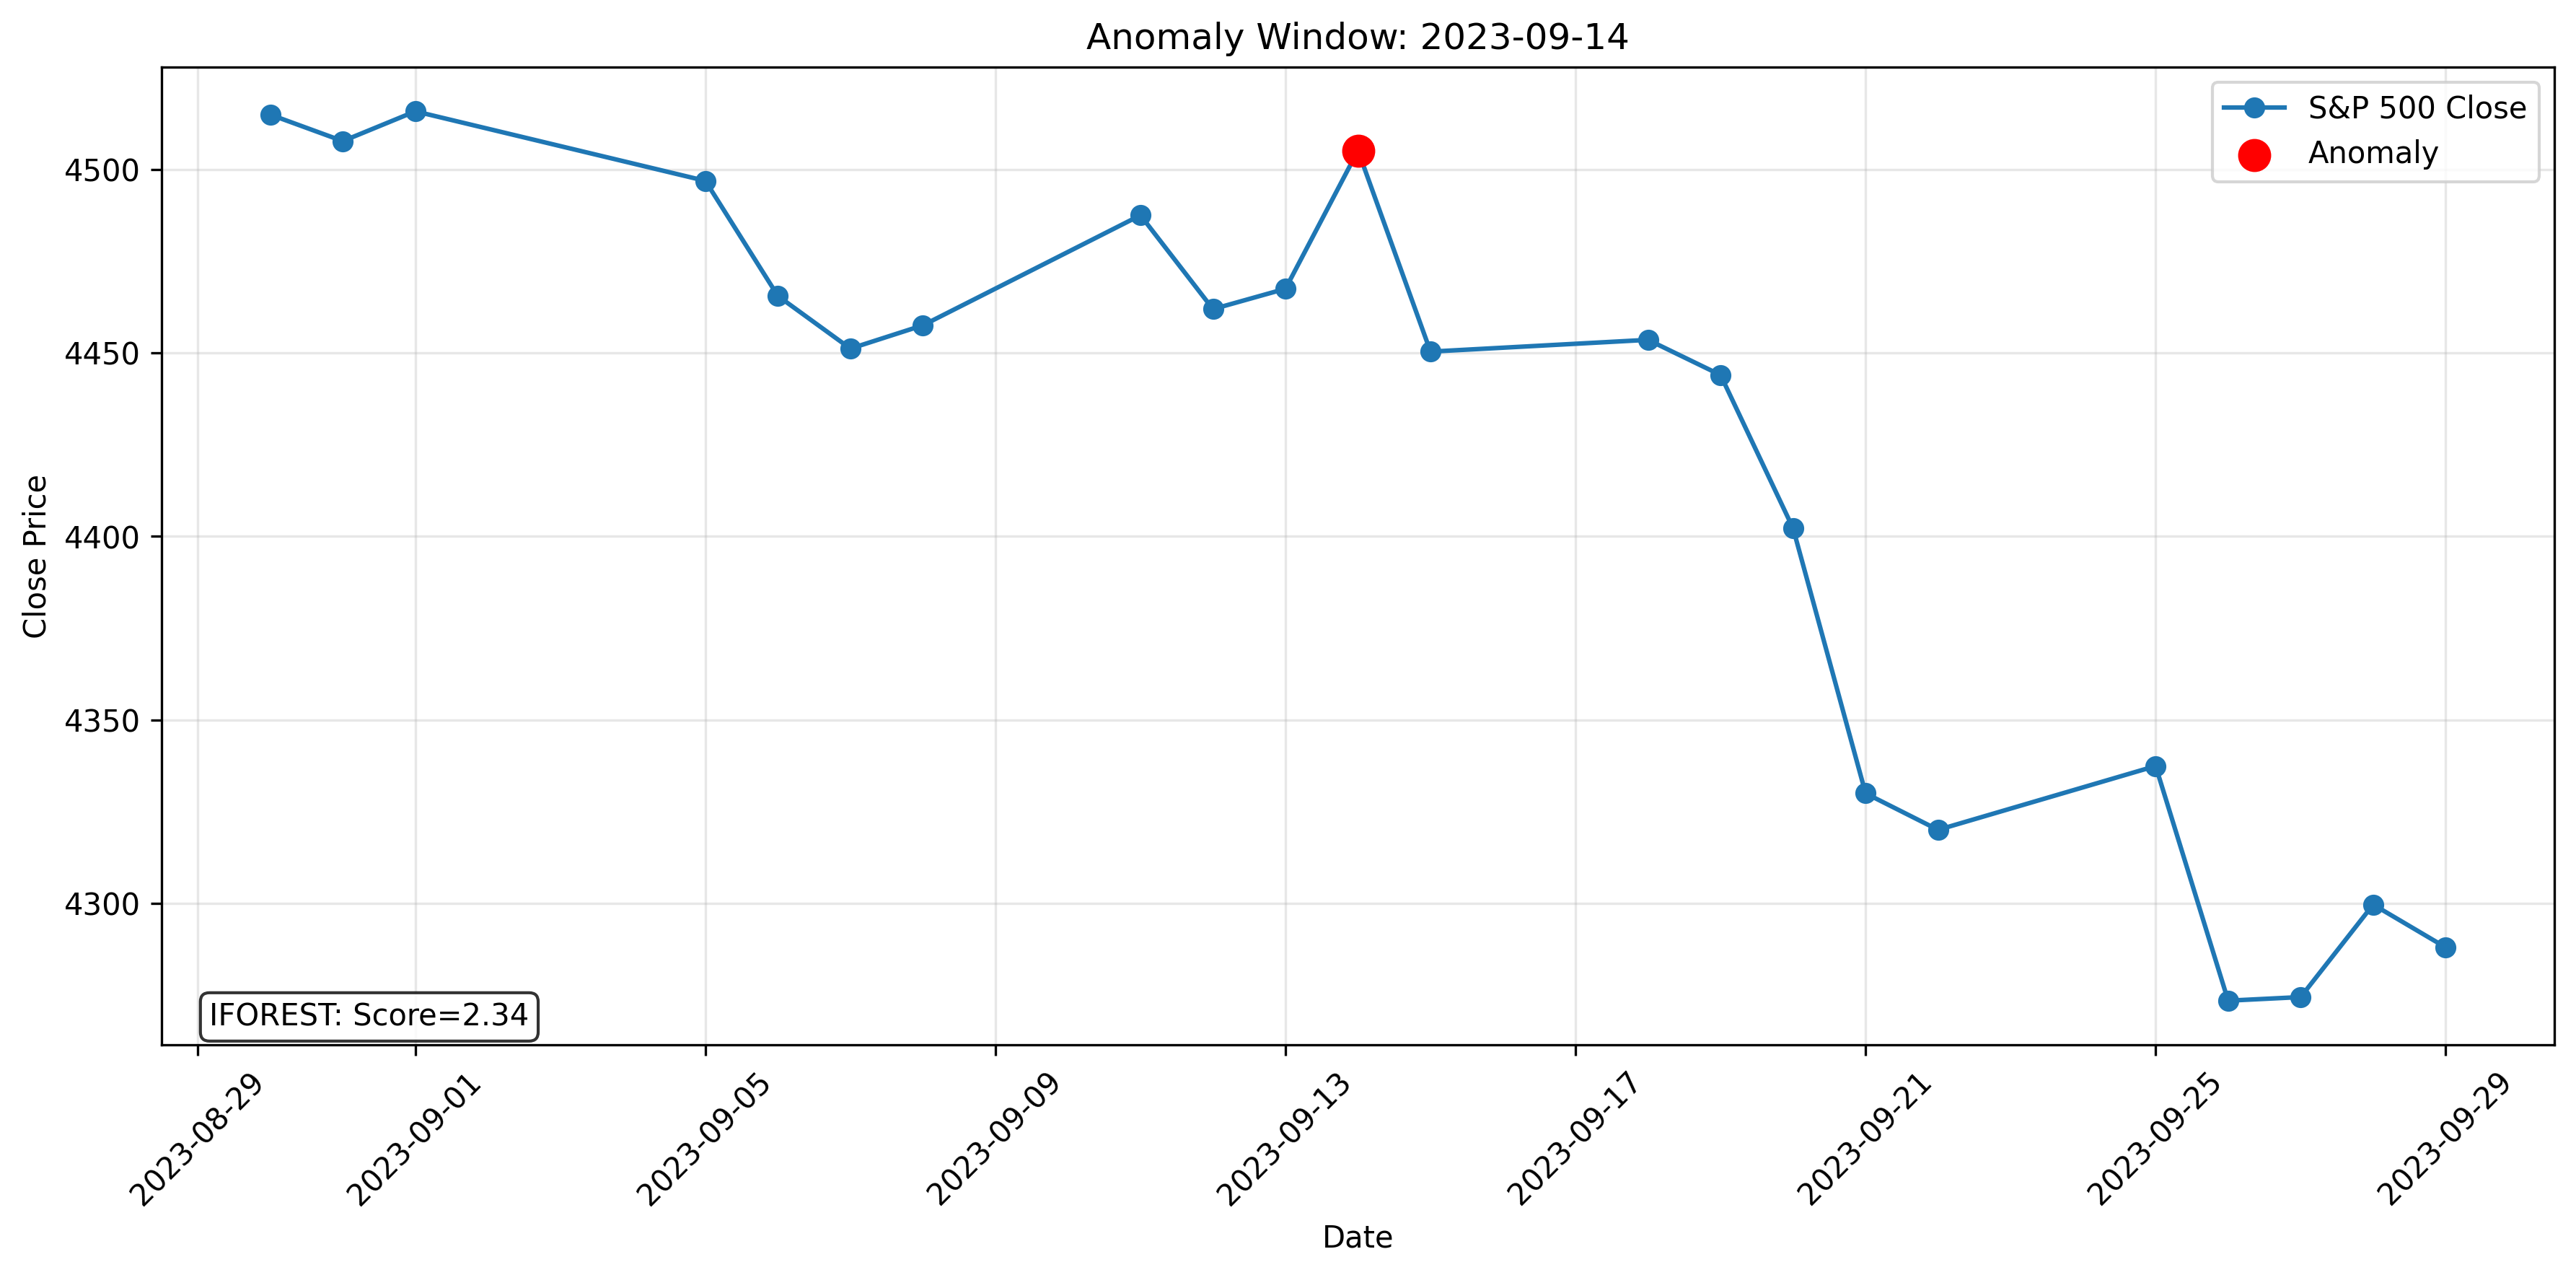 Anomaly Window: 2023-09-14
S&P 500 Close
Anomaly
Close Price
4500
4450
4400
4350
4300
IFOREST: Score=2.34
2023-08-29
2023-09-01
2023-09-05
2023-09-09
2023-09-13
2023-09-17
2023-09-21
2023-09-25
2023-09-29
Date